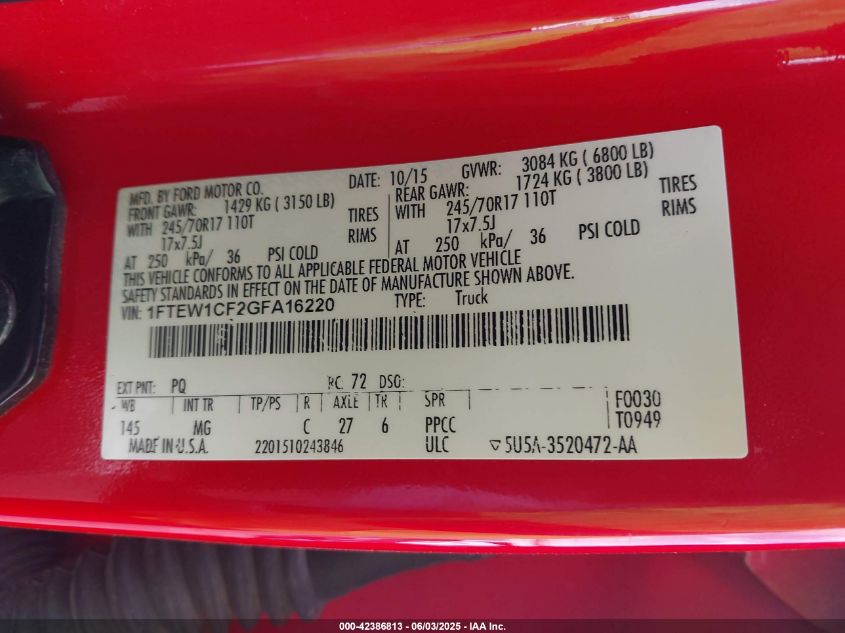 MFD. BY FORD MOTOR CO. DATE: 10/15 GVWR: 3084 KG ( 6800 LB)
FRONT GAWR: 1429 KG ( 3150 LB) REAR GAWR: 1724 KG ( 3800 LB)
WITH 245/70R17 110T TIRES WITH 245/70R17 110T TIRES
17x7.5J RIMS 17x7.5J RIMS
AT 250 kPa/ 36 PSI COLD AT 250 kPa/ 36 PSI COLD
THIS VEHICLE CONFORMS TO ALL APPLICABLE FEDERAL MOTOR VEHICLE
SAFETY STANDARDS IN EFFECT ON THE DATE OF MANUFACTURE SHOWN ABOVE.
VIN: 1FTEW1CF2GFA16220 TYPE: Truck
EXT PNT: PQ RC: 72 DSO:
WB INT TR TP/PS R AXLE TR SPR F0030
145 MG C 27 6 PPCC T0949
MADE IN U.S.A. 2201510243846 ULC 5U5A-3520472-AA
000-42386813 - 06/03/2025 - IAA Inc.